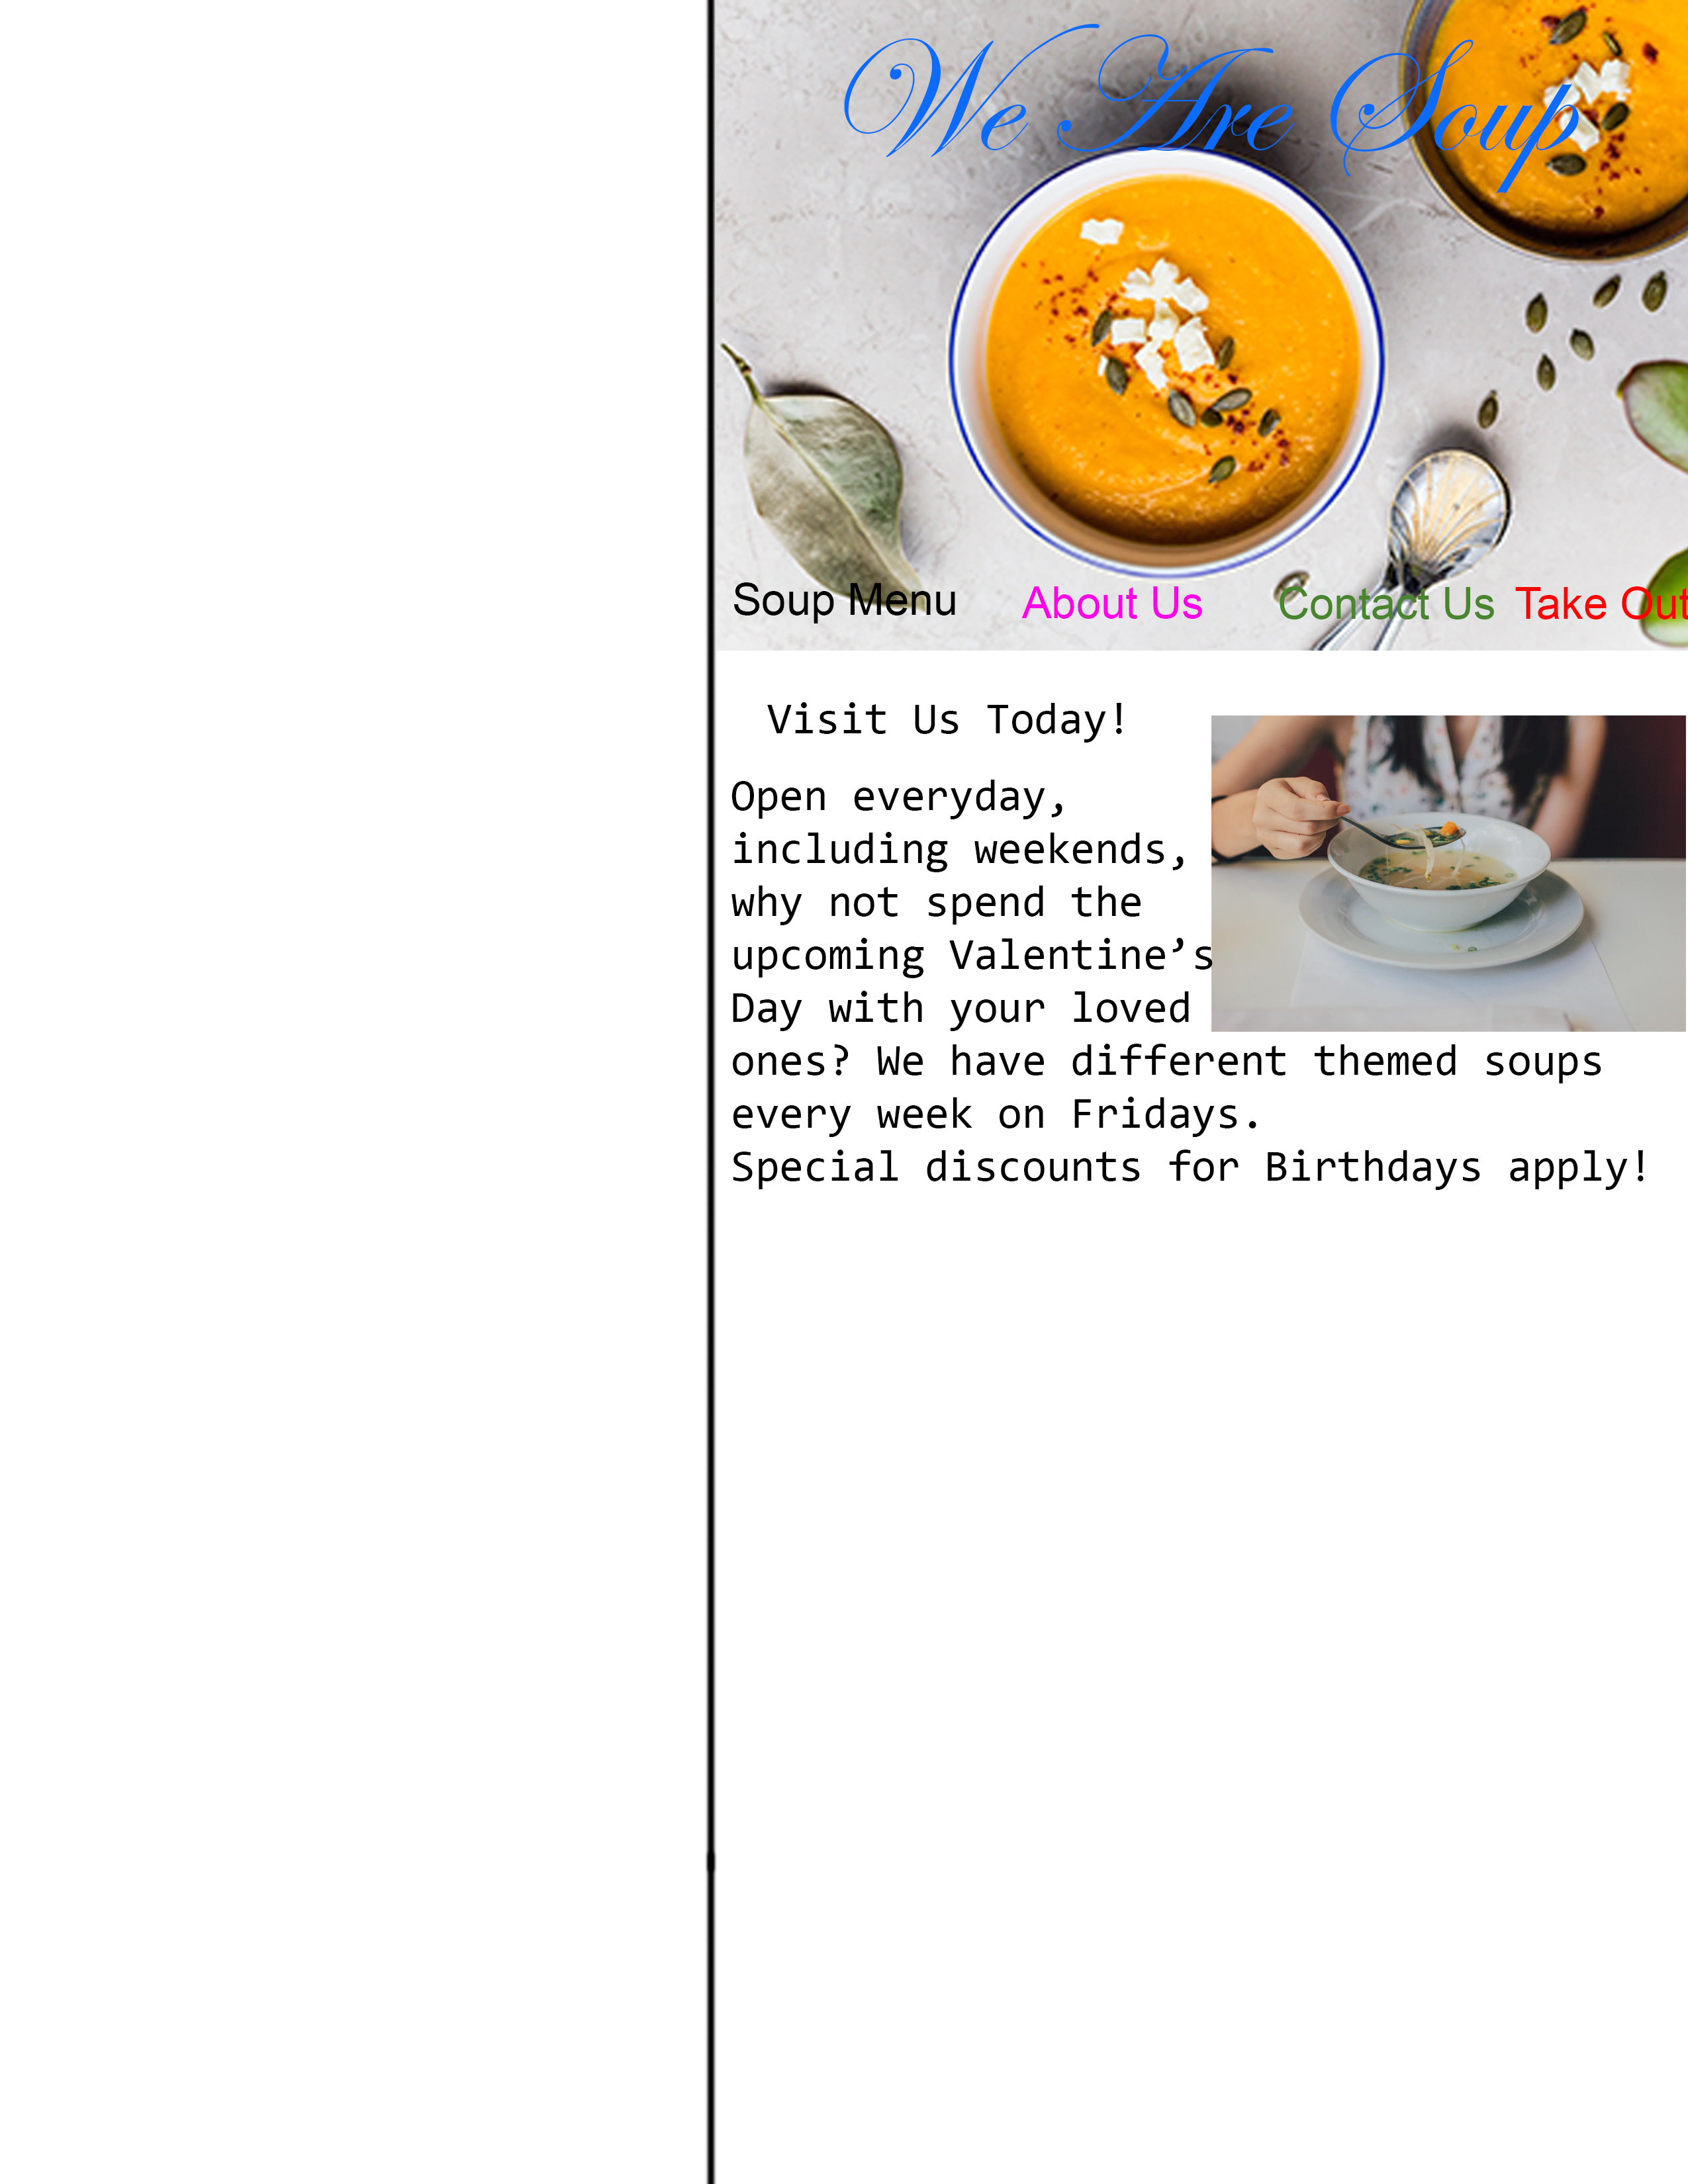 We Are Soup
Soup Menu About Us Contact Us Take Out
Visit Us Today!
Open everyday,
including weekends,
why not spend the
upcoming Valentine’s
Day with your loved
ones? We have different themed soups
every week on Fridays.
Special discounts for Birthdays apply!